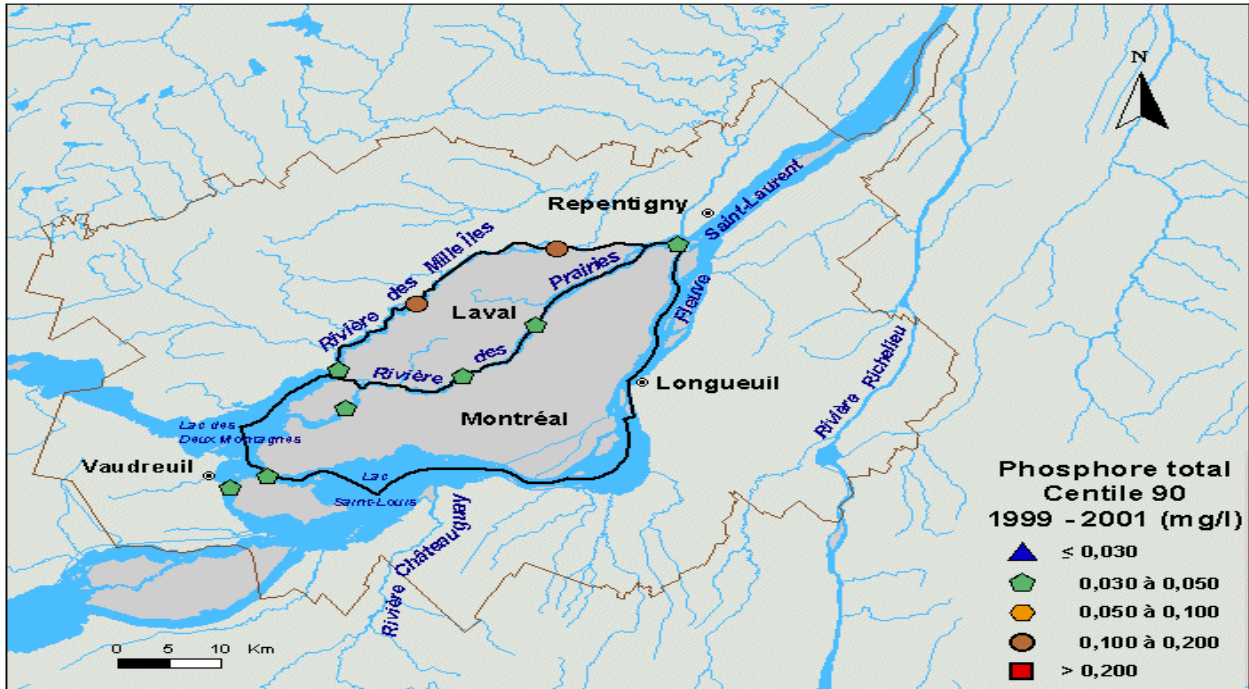 N
Repentigny
Saint-Laurent
Fleuve
Rivière des Mille Îles
Laval
Rivière des Prairies
Longueuil
Montréal
Rivière Richelieu
Lac des
Deux Montagnes
Vaudreuil
Lac
Saint-Louis
Rivière Châteauguay
0 5 10 Km
Phosphore total
Centile 90
1999 - 2001 (mg/l)
≤ 0,030
0,030 à 0,050
0,050 à 0,100
0,100 à 0,200
> 0,200